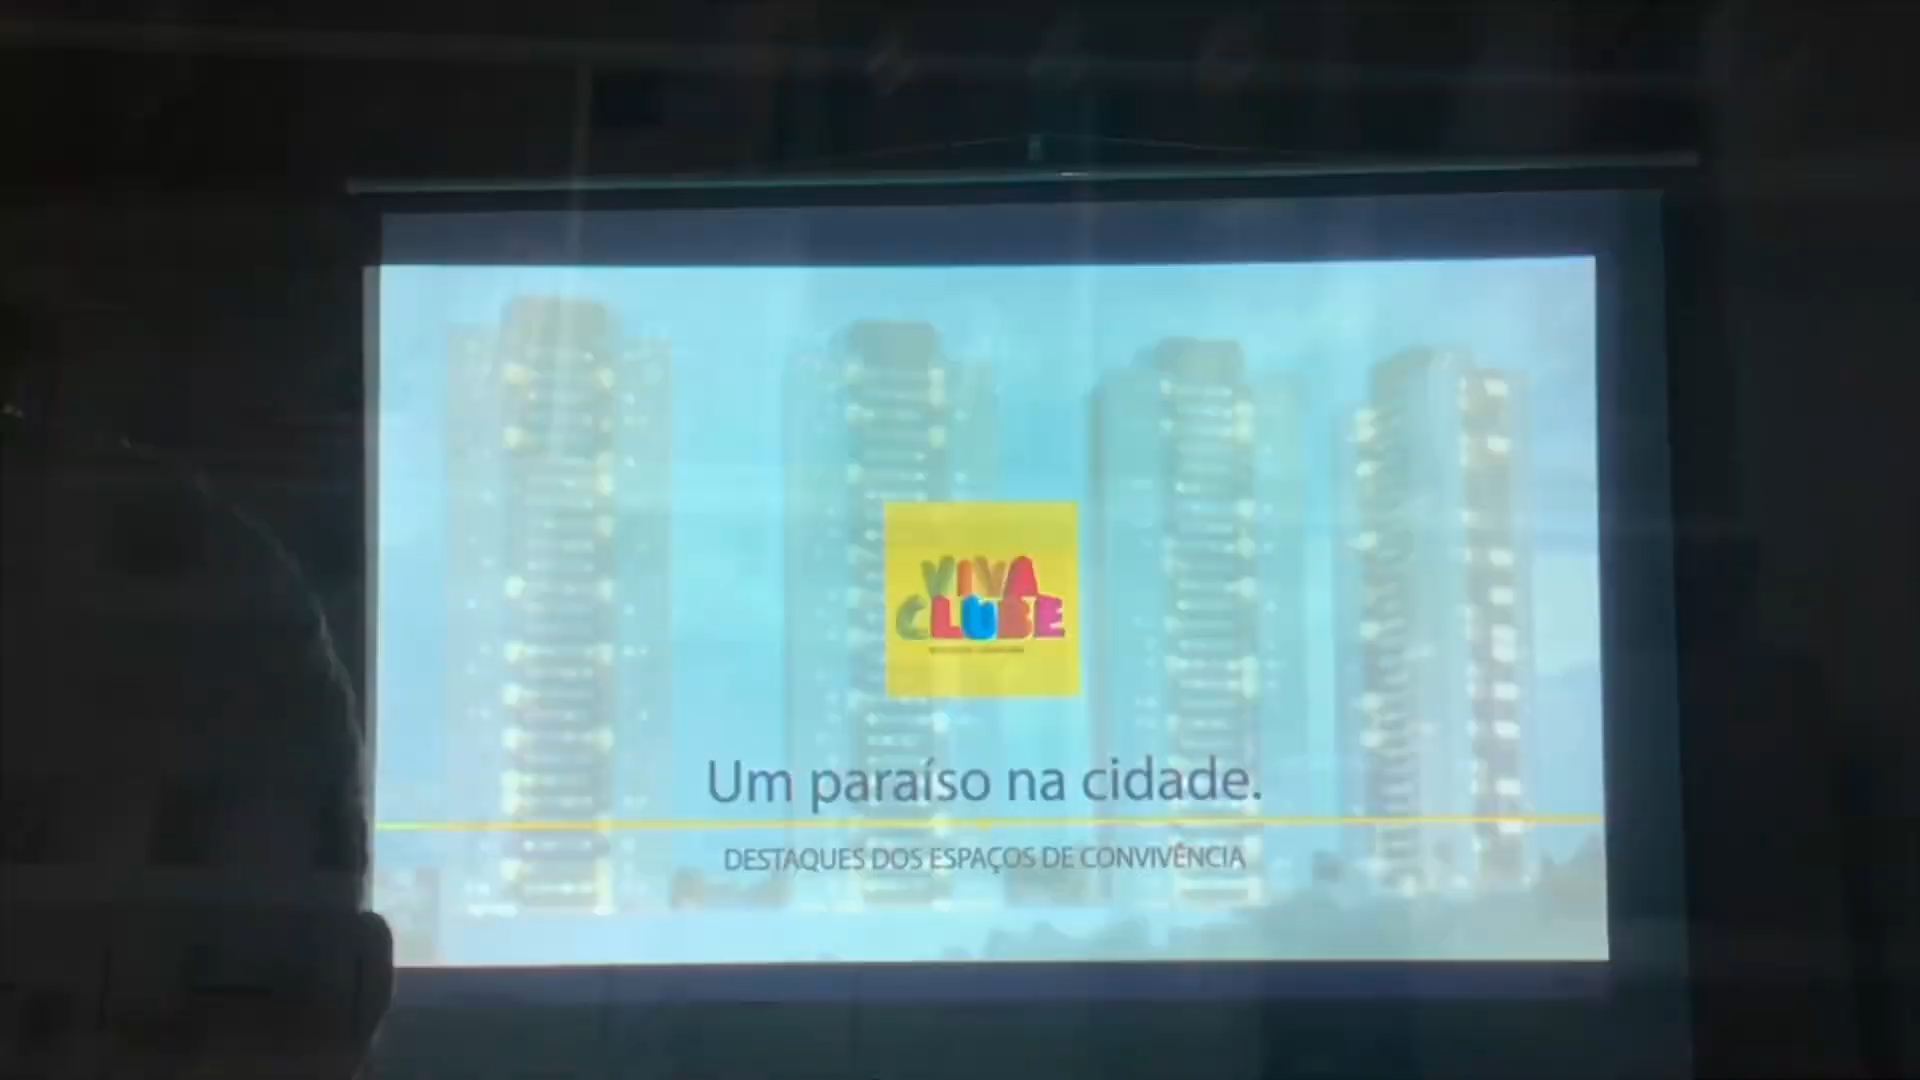 VIVA
CLUBE
Um paraíso na cidade.
DESTAQUES DOS ESPAÇOS DE CONVIVÊNCIA